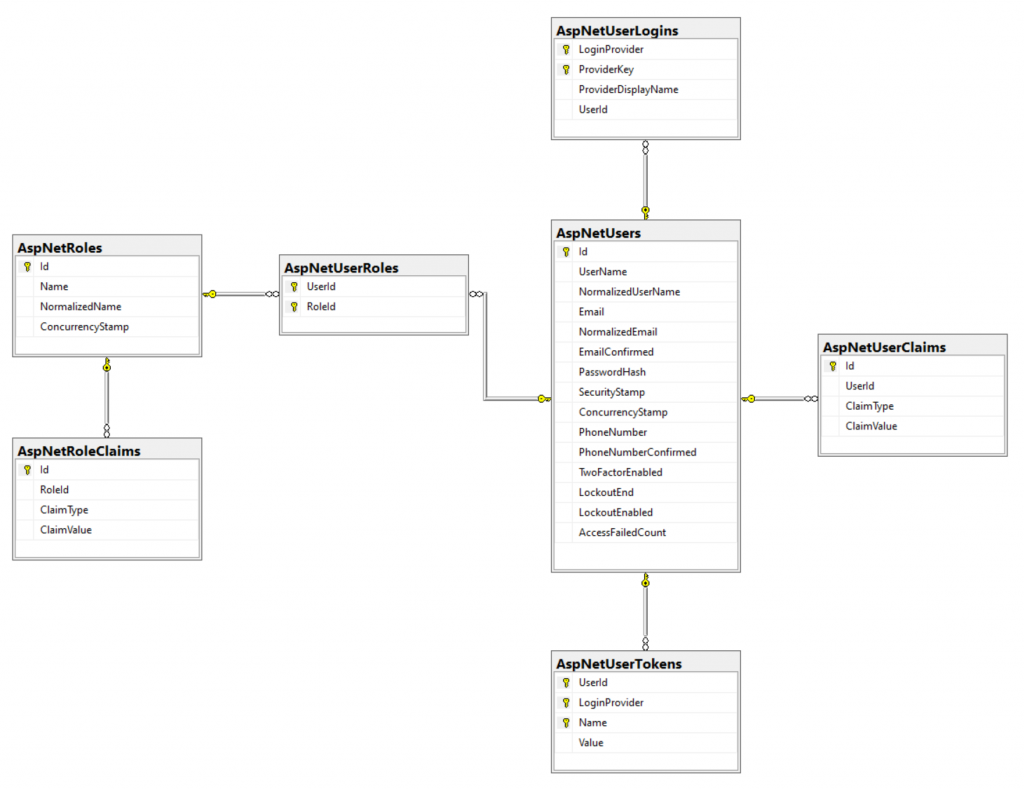 AspNetUserLogins
LoginProvider
ProviderKey
ProviderDisplayName
UserId
AspNetRoles
Id
Name
NormalizedName
ConcurrencyStamp
AspNetUserRoles
UserId
RoleId
AspNetUsers
Id
UserName
NormalizedUserName
Email
NormalizedEmail
EmailConfirmed
PasswordHash
SecurityStamp
ConcurrencyStamp
PhoneNumber
PhoneNumberConfirmed
TwoFactorEnabled
LockoutEnd
LockoutEnabled
AccessFailedCount
AspNetUserClaims
Id
UserId
ClaimType
ClaimValue
AspNetRoleClaims
Id
RoleId
ClaimType
ClaimValue
AspNetUserTokens
UserId
LoginProvider
Name
Value